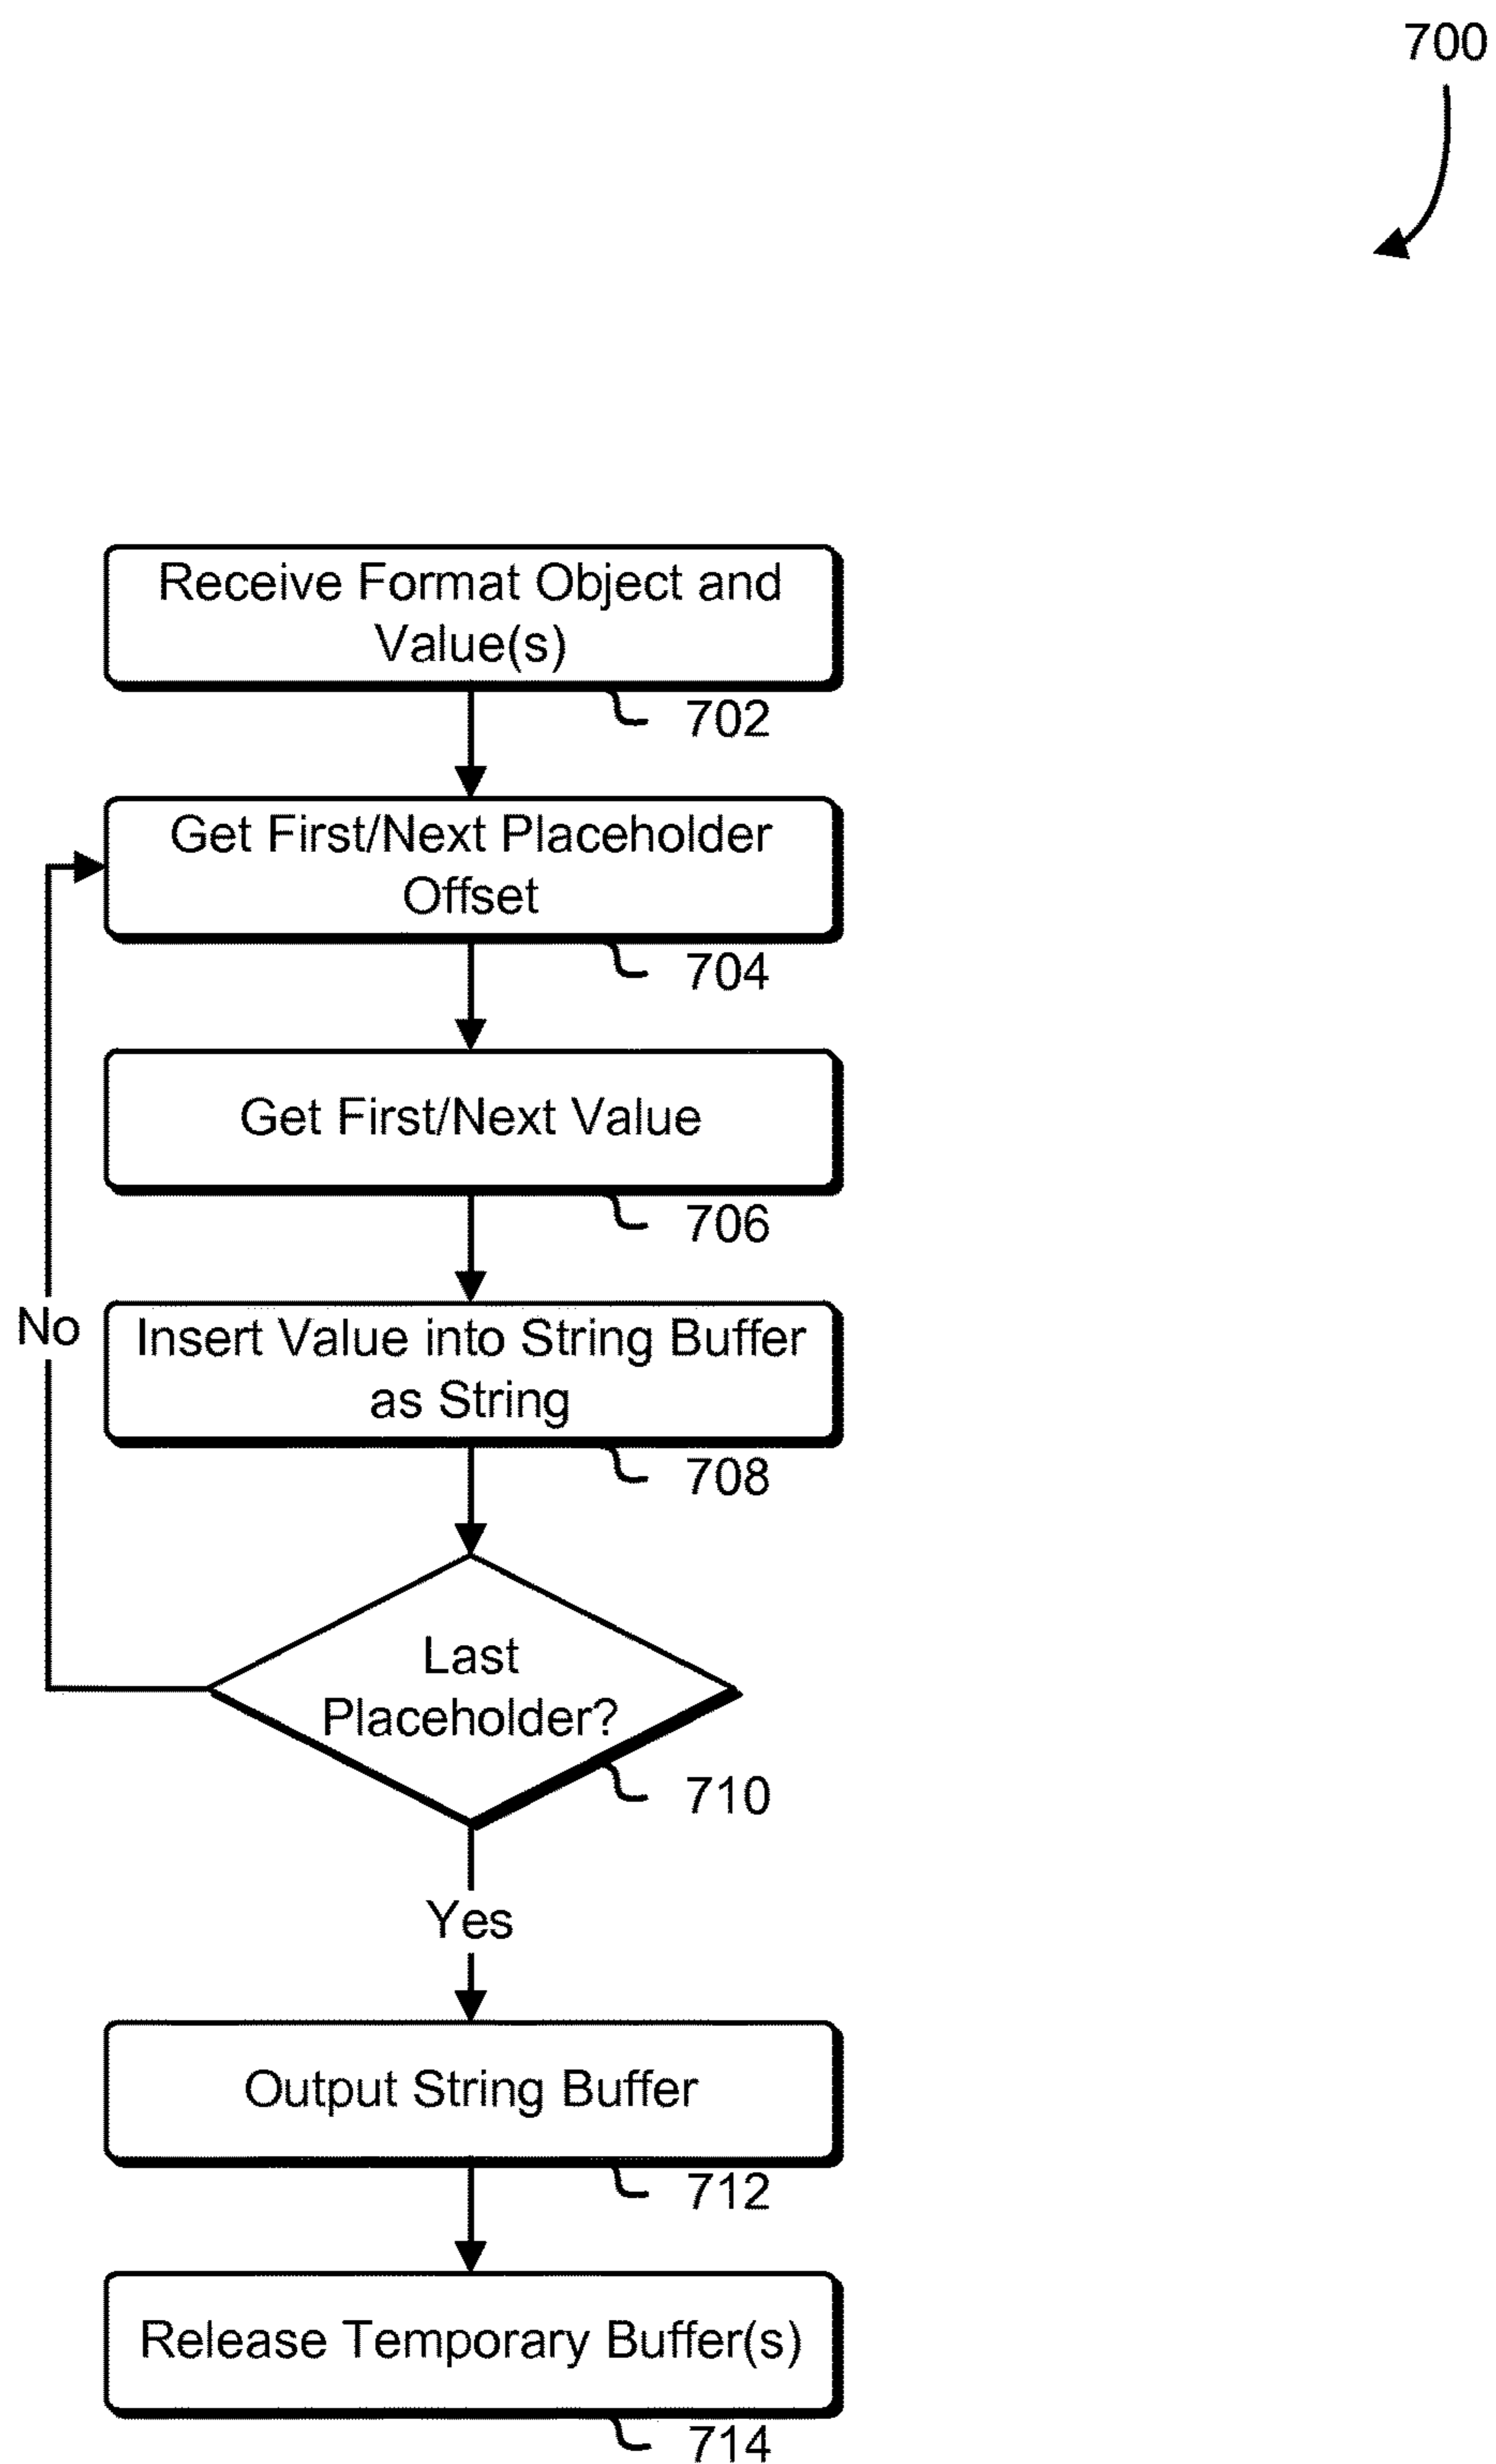 700
Receive Format Object and
Value(s)
702
Get First/Next Placeholder
Offset
704
Get First/Next Value
706
No
Insert Value into String Buffer
as String
708
Last
Placeholder?
710
Yes
Output String Buffer
712
Release Temporary Buffer(s)
714